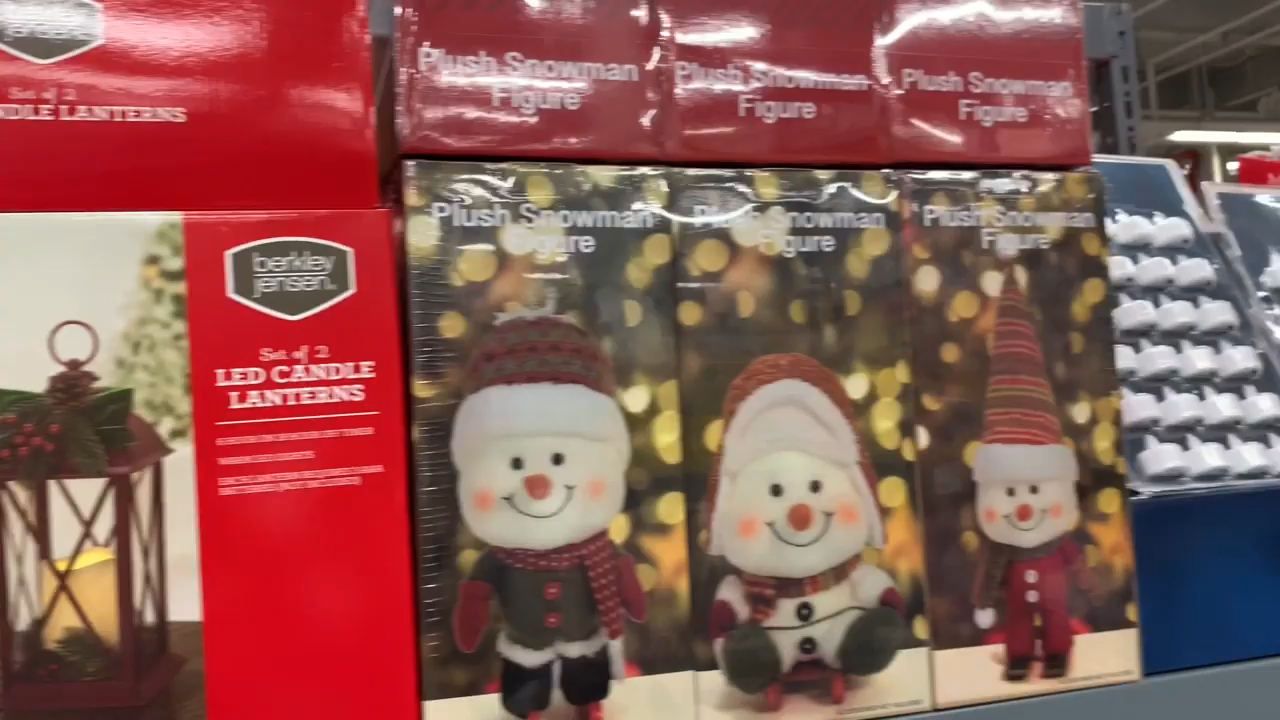 Set of 2
CANDLE LANTERNS
Plush Snowman
Figure
Plush Snowman
Figure
Plush Snowman
Figure
berkley
jensen.
Set of 2
LED CANDLE
LANTERNS
Plush Snowman
Figure
Plush Snowman
Figure
Plush Snowman
Figure